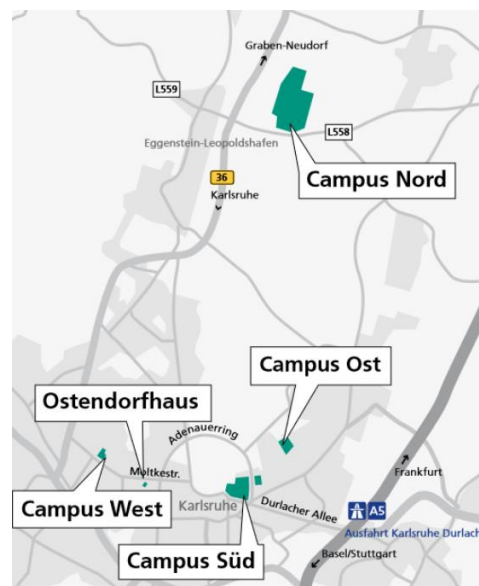 Graben-Neudorf
L559
L558
Eggenstein-Leopoldshafen
Campus Nord
36
Karlsruhe
Campus Ost
Ostendorfhaus
Adenauerring
Moltkestr.
Frankfurt
Campus West
Karlsruhe
Durlacher Allee
A5
Ausfahrt Karlsruhe Durlach
Campus Süd
Basel/Stuttgart